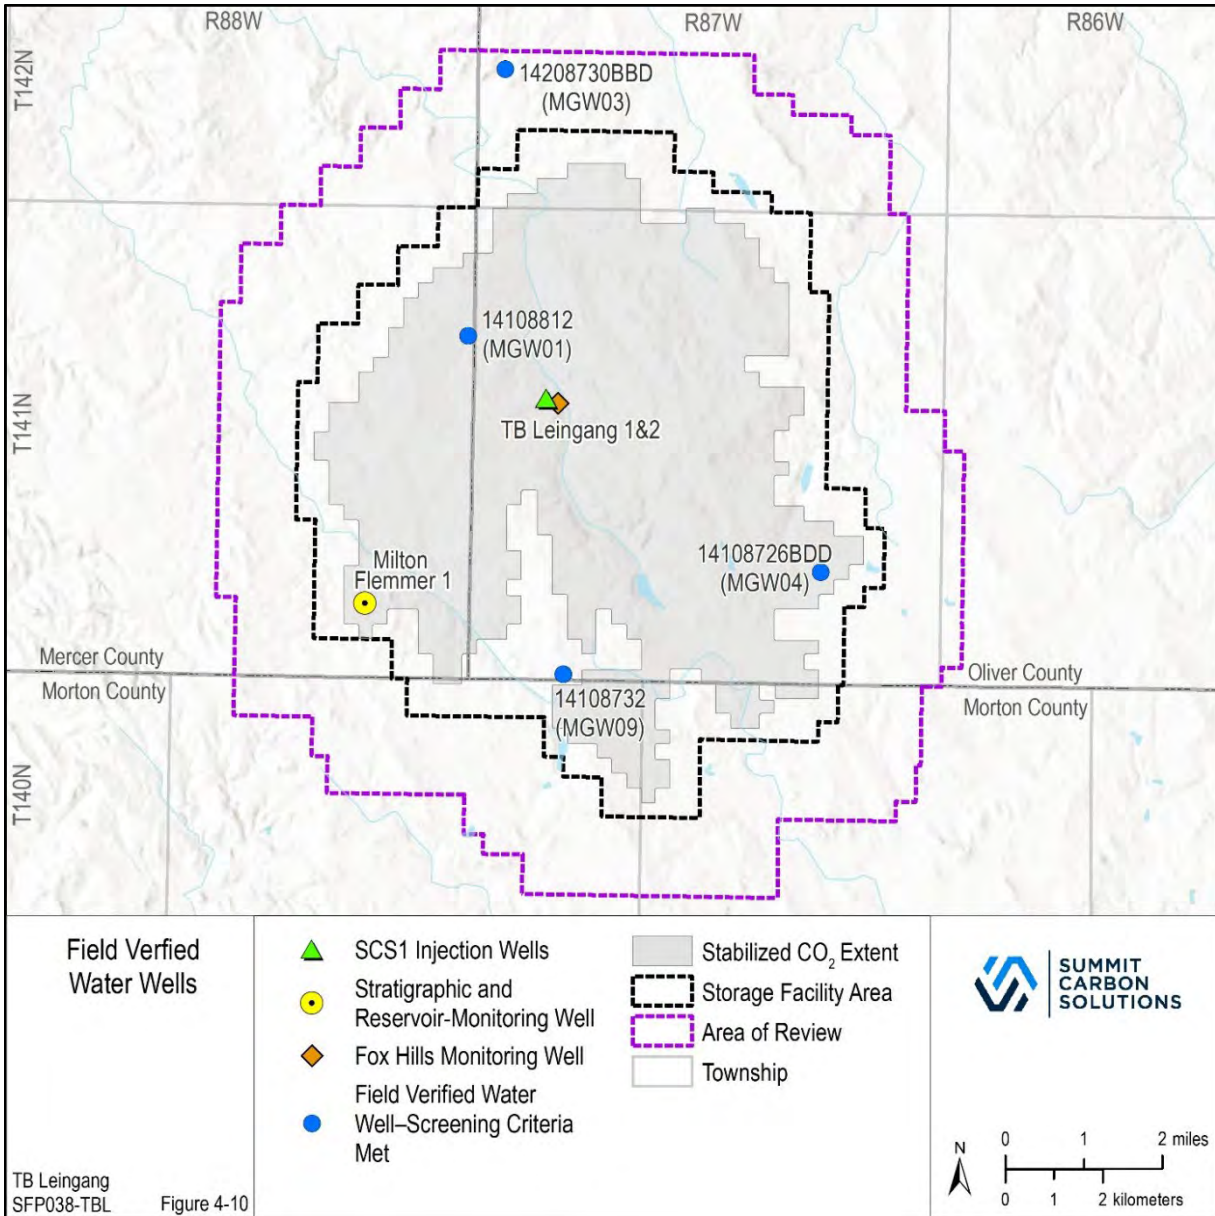 R88W
R87W
R86W
T142N
14208730BBD
(MGW03)
14108812
(MGW01)
T141N
TB Leingang 1&2
14108726BDD
(MGW04)
Milton
Flemmer 1
Mercer County
Morton County
Oliver County
Morton County
14108732
(MGW09)
T140N
Field Verfied
Water Wells
TB Leingang
SFP038-TBL
Figure 4-10
SCS1 Injection Wells
Stratigraphic and
Reservoir-Monitoring Well
Fox Hills Monitoring Well
Field Verified Water
Well–Screening Criteria
Met
Stabilized CO₂ Extent
Storage Facility Area
Area of Review
Township
SUMMIT
CARBON
SOLUTIONS
N
0 1 2 miles
0 1 2 kilometers